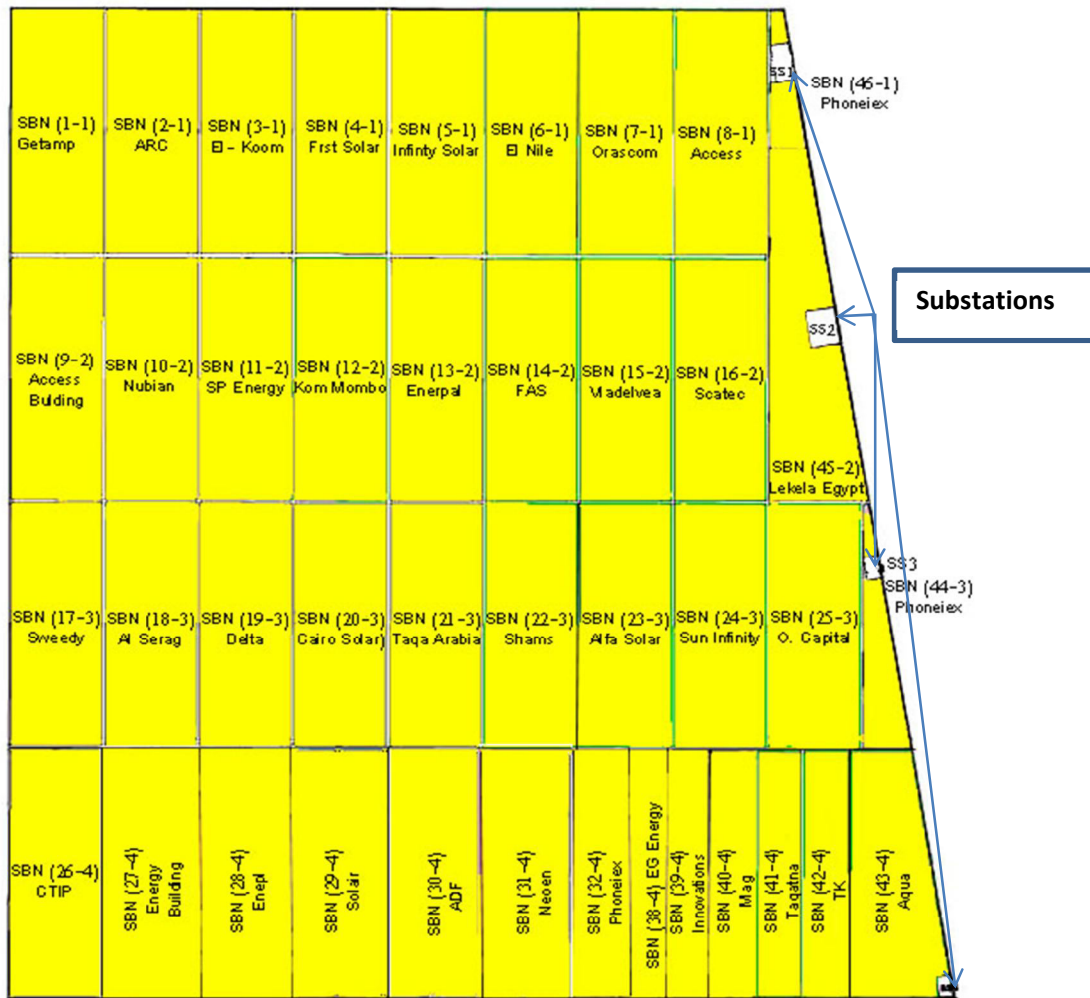 SBN (1-1)
Getamp
SBN (2-1)
ARC
SBN (3-1)
El - Koom
SBN (4-1)
Frst Solar
SBN (5-1)
Infinty Solar
SBN (6-1)
El Nile
SBN (7-1)
Orascom
SBN (8-1)
Access
SS1
SBN (46-1)
Phoneiex
Substations
SS2
SBN (9-2)
Access
Bulding
SBN (10-2)
Nubian
SBN (11-2)
SP Energy
SBN (12-2)
Kom Mombo
SBN (13-2)
Enerpal
SBN (14-2)
FAS
SBN (15-2)
Vladelvea
SBN (16-2)
Scatec
SBN (45-2)
Lekela Egypt
SS3
SBN (44-3)
Phoneiex
SBN (17-3)
Sweedy
SBN (18-3)
Al Serag
SBN (19-3)
Delta
SBN (20-3)
Cairo Solar)
SBN (21-3)
Taqa Arabia
SBN (22-3)
Shams
SBN (23-3)
Alfa Solar
SBN (24-3)
Sun Infinity
SBN (25-3)
O. Capital
SBN (26-4)
CTIP
SBN (27-4)
Energy
Building
SBN (28-4)
Enepl
SBN (29-4)
Solair
SBN (30-4)
ADF
SBN (31-4)
Neoen
SBN (32-4)
Phoneiex
SBN (38-4) EG Energy
SBN (39-4)
Innovations
SBN (40-4)
Mag
SBN (41-4)
Taqatna
SBN (42-4)
TK
SBN (43-4)
Aqua